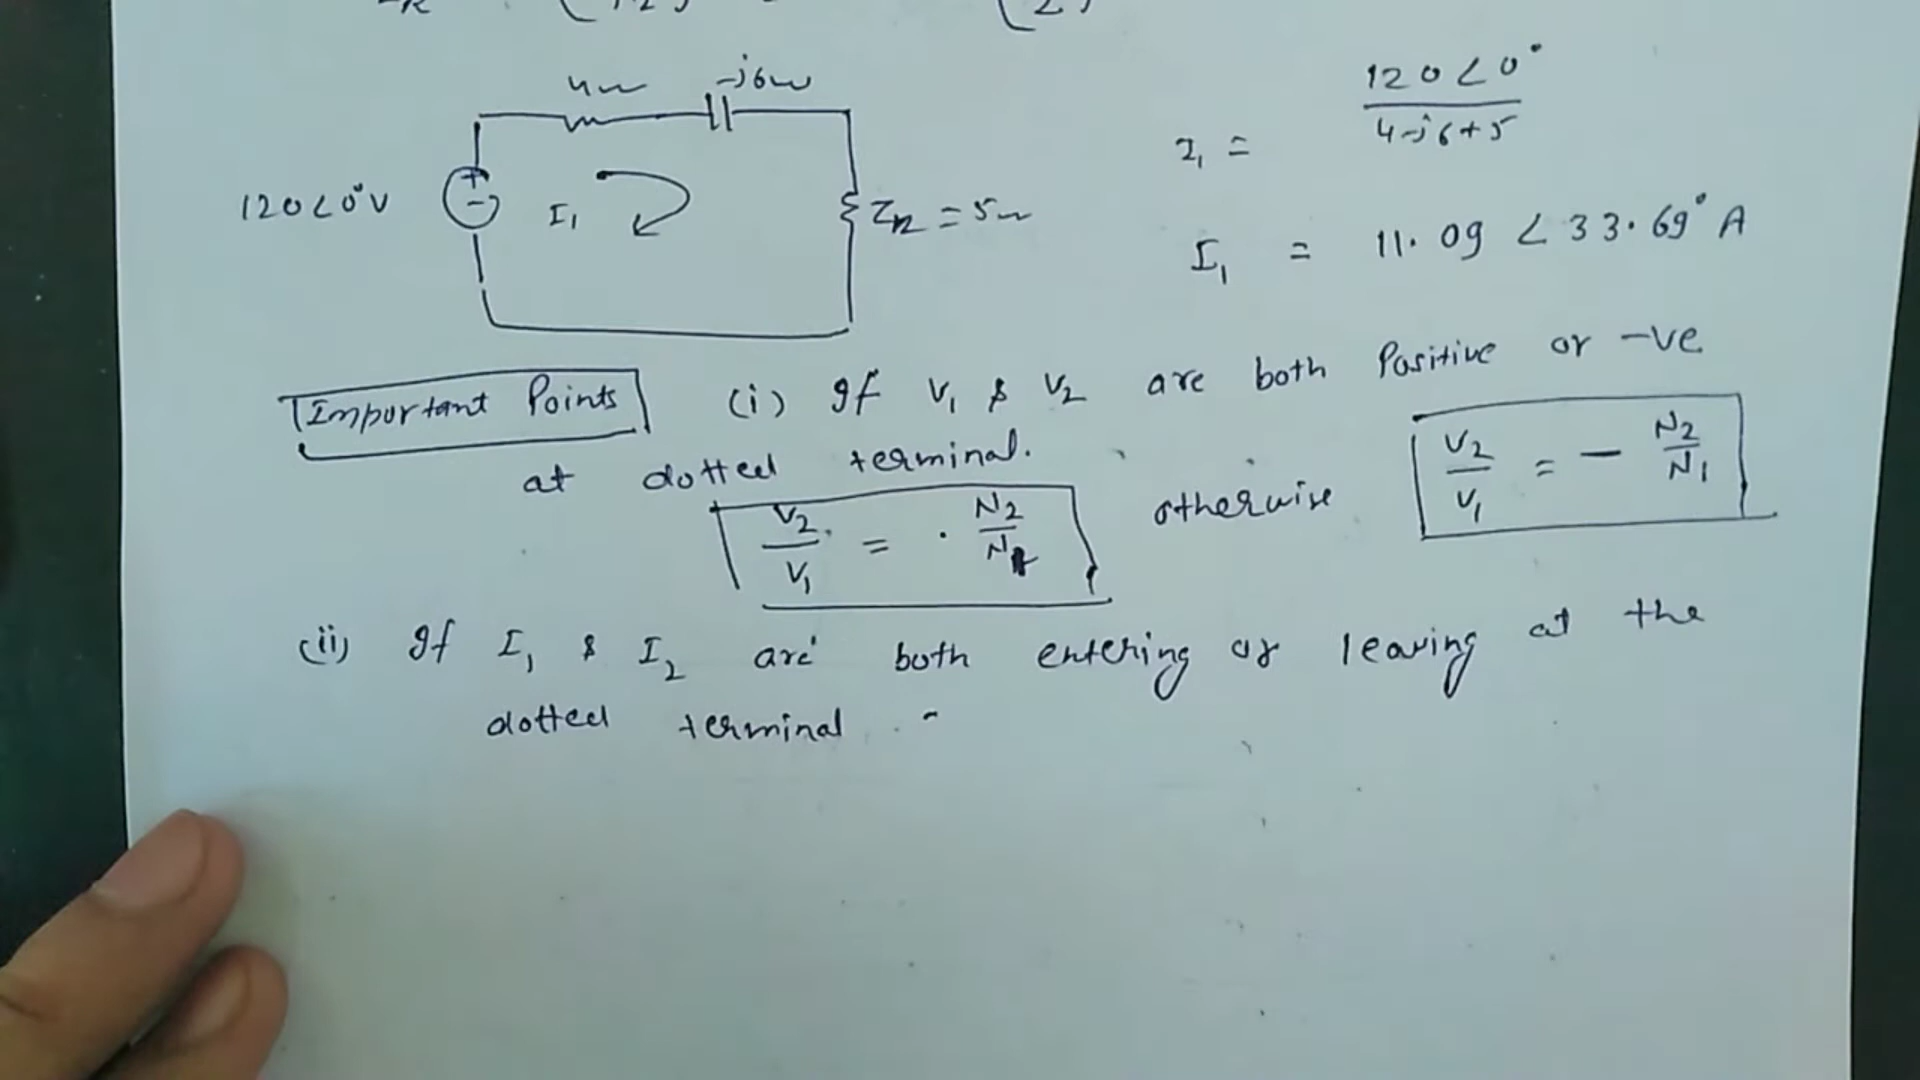 4Ω -j6ω
120∠0°V
I₁
Z_R = 5Ω
I₁ = 120∠0° / 4-j6+5
I₁ = 11.09 ∠33.69° A
Important Points (i) If V₁ & V₂ are both Positive or -ve
at dotted terminal.
V₂/V₁ = N₂/N₁ otherwise V₂/V₁ = - N₂/N₁
(ii) If I₁ & I₂ are both entering or leaving at the
dotted terminal -